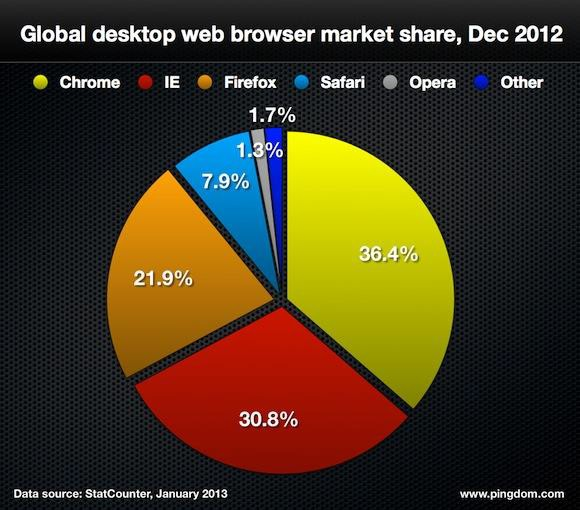 Global desktop web browser market share, Dec 2012
Chrome IE Firefox Safari Opera Other
1.7%
1.3%
7.9%
36.4%
21.9%
30.8%
Data source: StatCounter, January 2013 www.pingdom.com